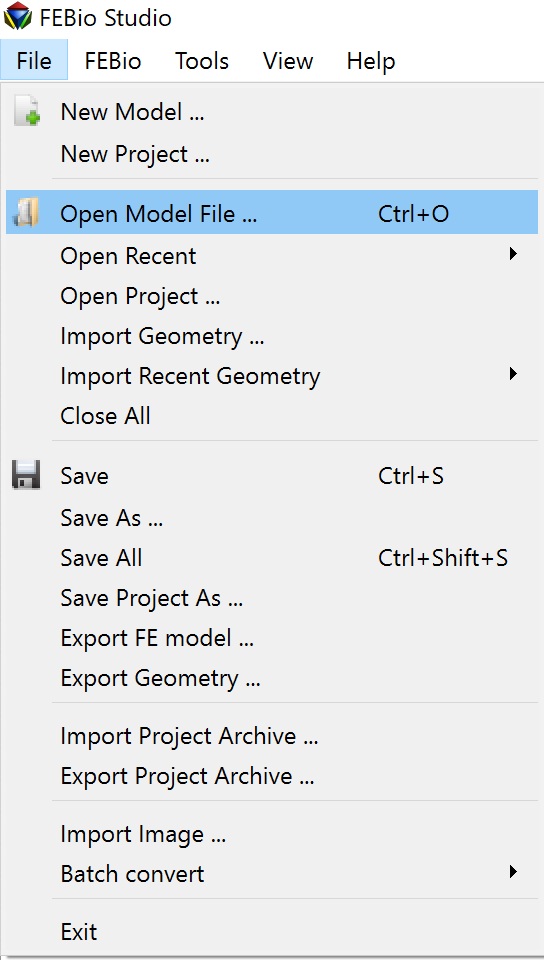 FEBio Studio
File FEBio Tools View Help
New Model ...
New Project ...
Open Model File ... Ctrl+O
Open Recent
Open Project ...
Import Geometry ...
Import Recent Geometry
Close All
Save Ctrl+S
Save As ...
Save All Ctrl+Shift+S
Save Project As ...
Export FE model ...
Export Geometry ...
Import Project Archive ...
Export Project Archive ...
Import Image ...
Batch convert
Exit